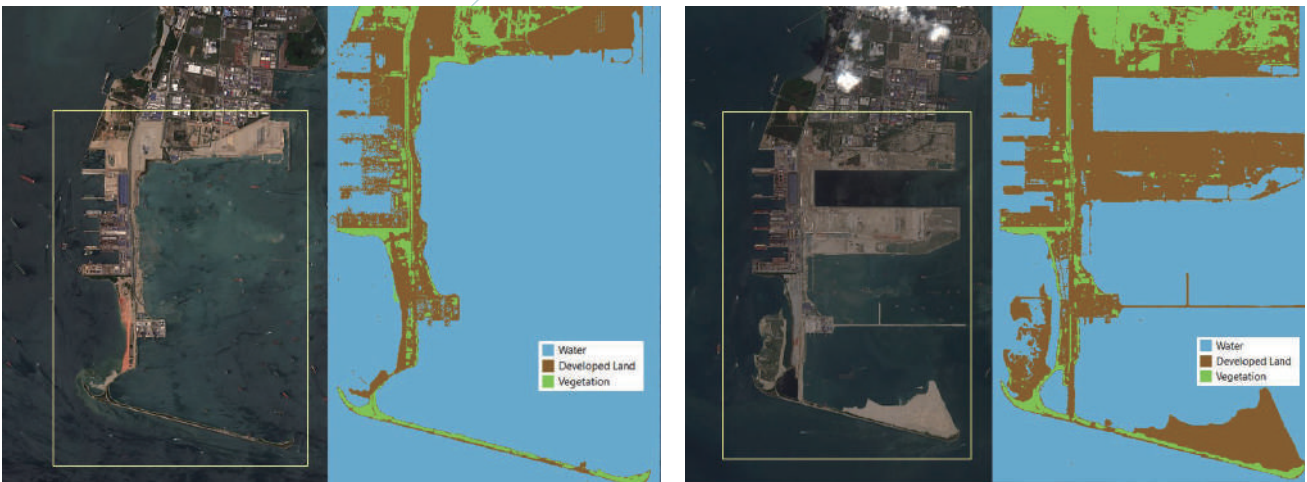 Water
Developed Land
Vegetation
Water
Developed Land
Vegetation